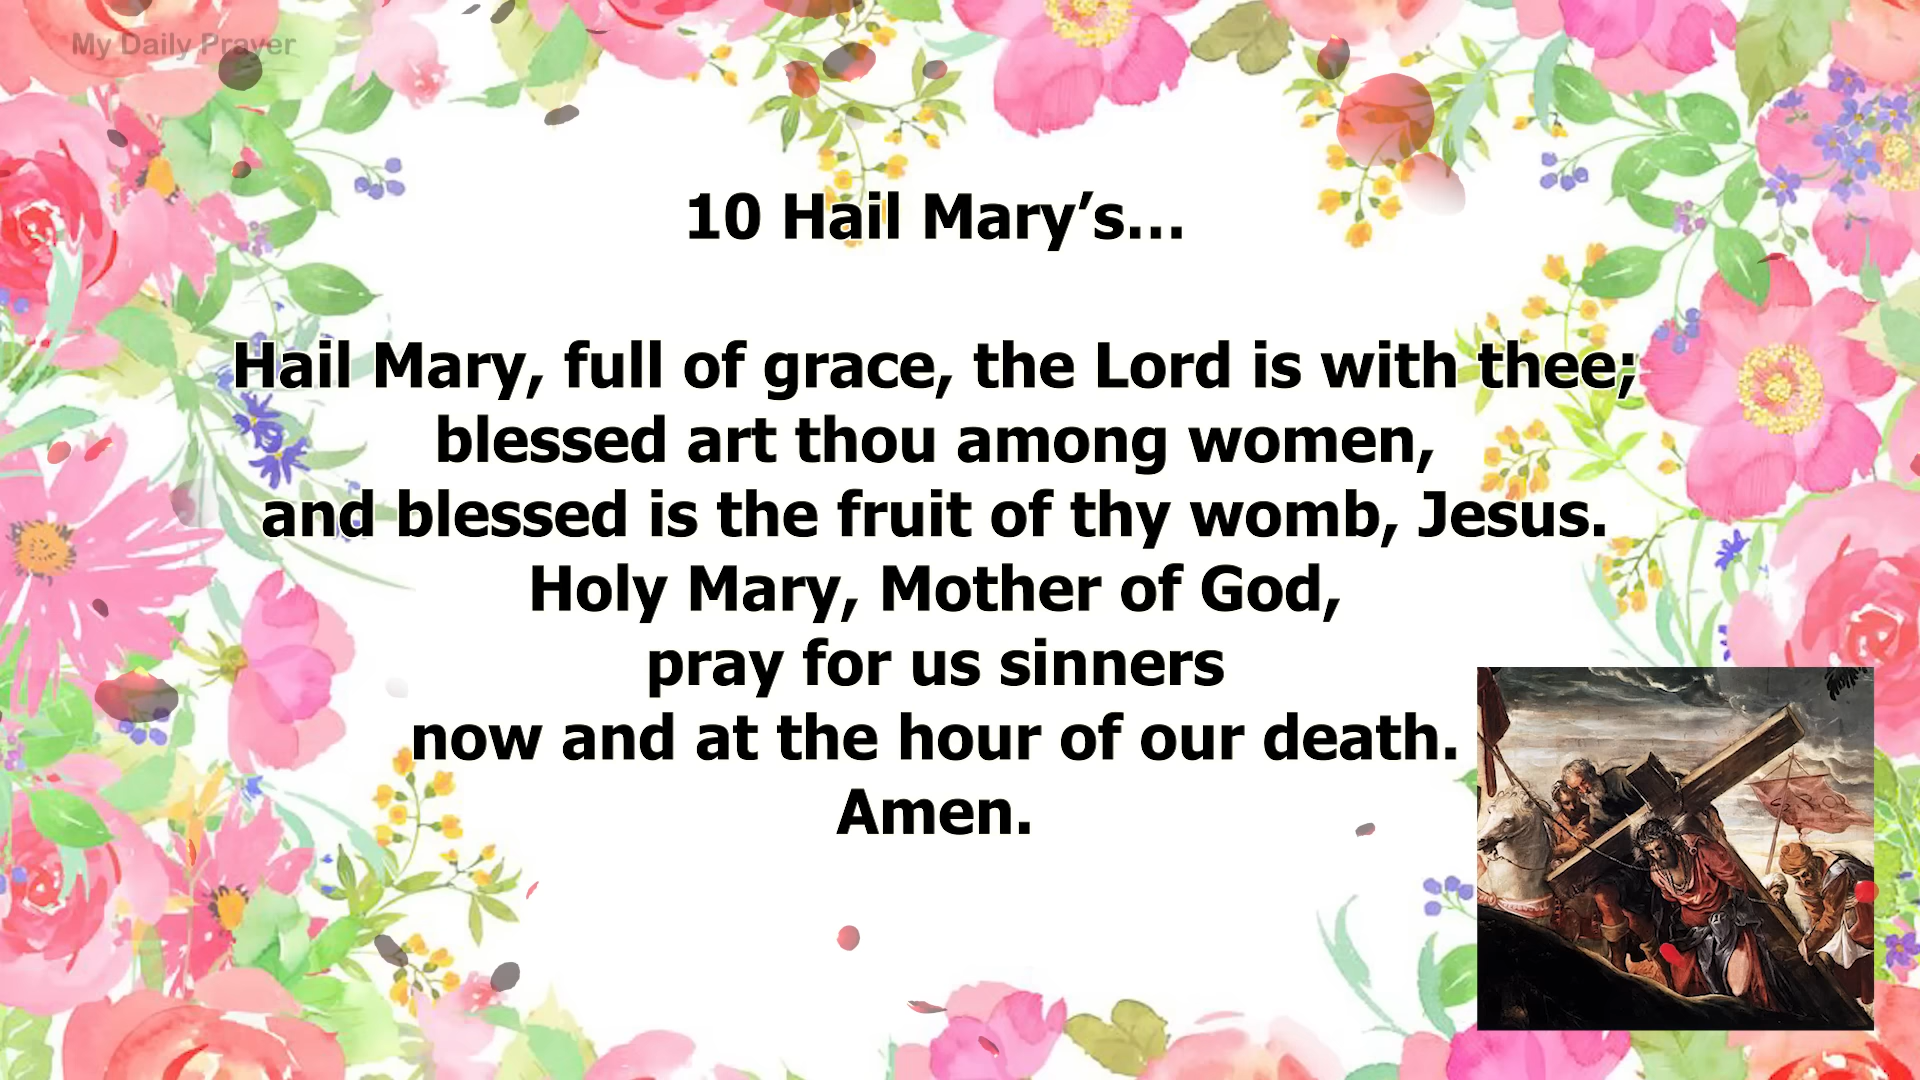 My Daily Prayer
10 Hail Mary’s...
Hail Mary, full of grace, the Lord is with thee;
blessed art thou among women,
and blessed is the fruit of thy womb, Jesus.
Holy Mary, Mother of God,
pray for us sinners
now and at the hour of our death.
Amen.